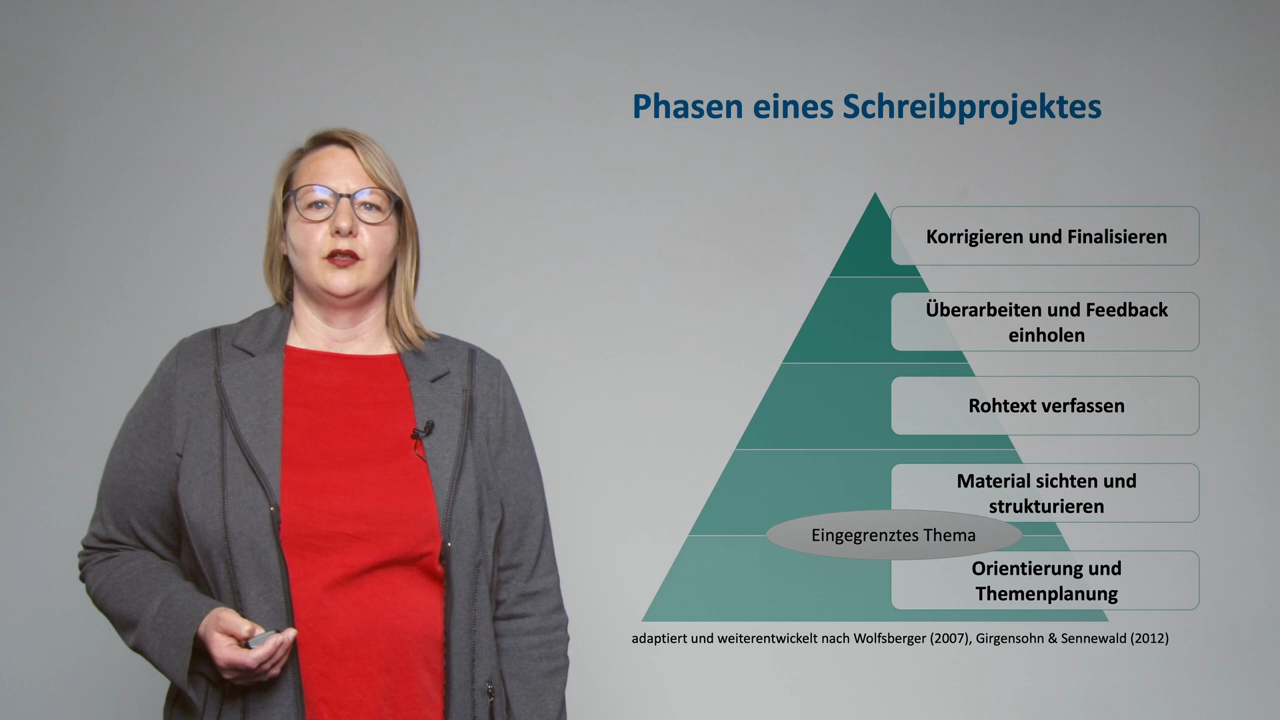 Phasen eines Schreibprojektes
Korrigieren und Finalisieren
Überarbeiten und Feedback
einholen
Rohtext verfassen
Material sichten und
strukturieren
Eingegrenztes Thema
Orientierung und
Themenplanung
adaptiert und weiterentwickelt nach Wolfsberger (2007), Girgensohn & Sennewald (2012)